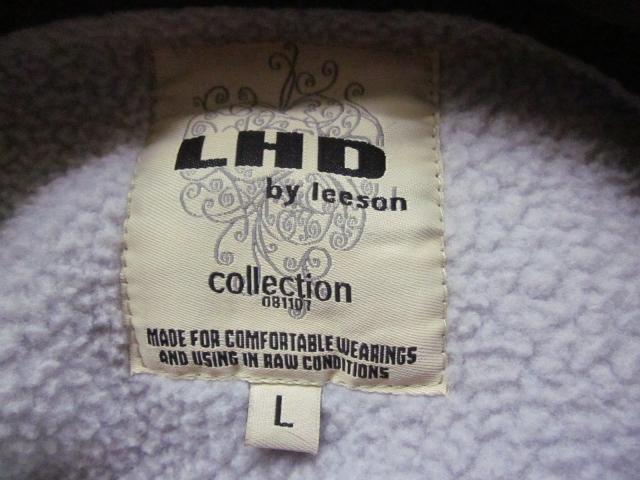 LHD
by leeson
collection
081107
MADE FOR COMFORTABLE WEARINGS
AND USING IN RAW CONDITIONS
L